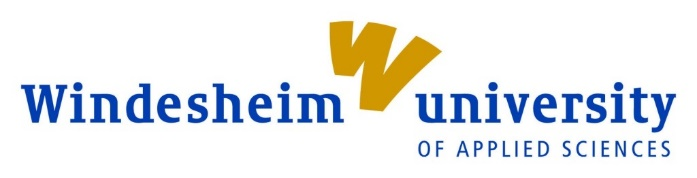 Windesheim W university
OF APPLIED SCIENCES